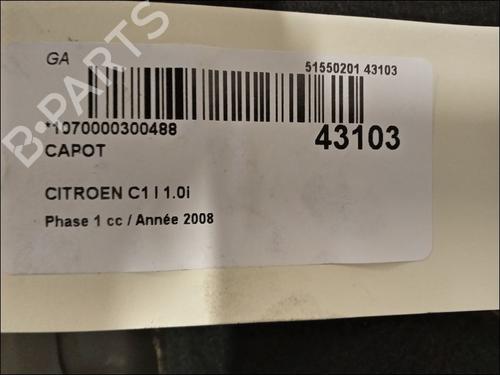 GA
51550201 43103
*1070000300488
43103
CAPOT
CITROEN C1 I 1.0i
Phase 1 cc / Année 2008
B-PARTS